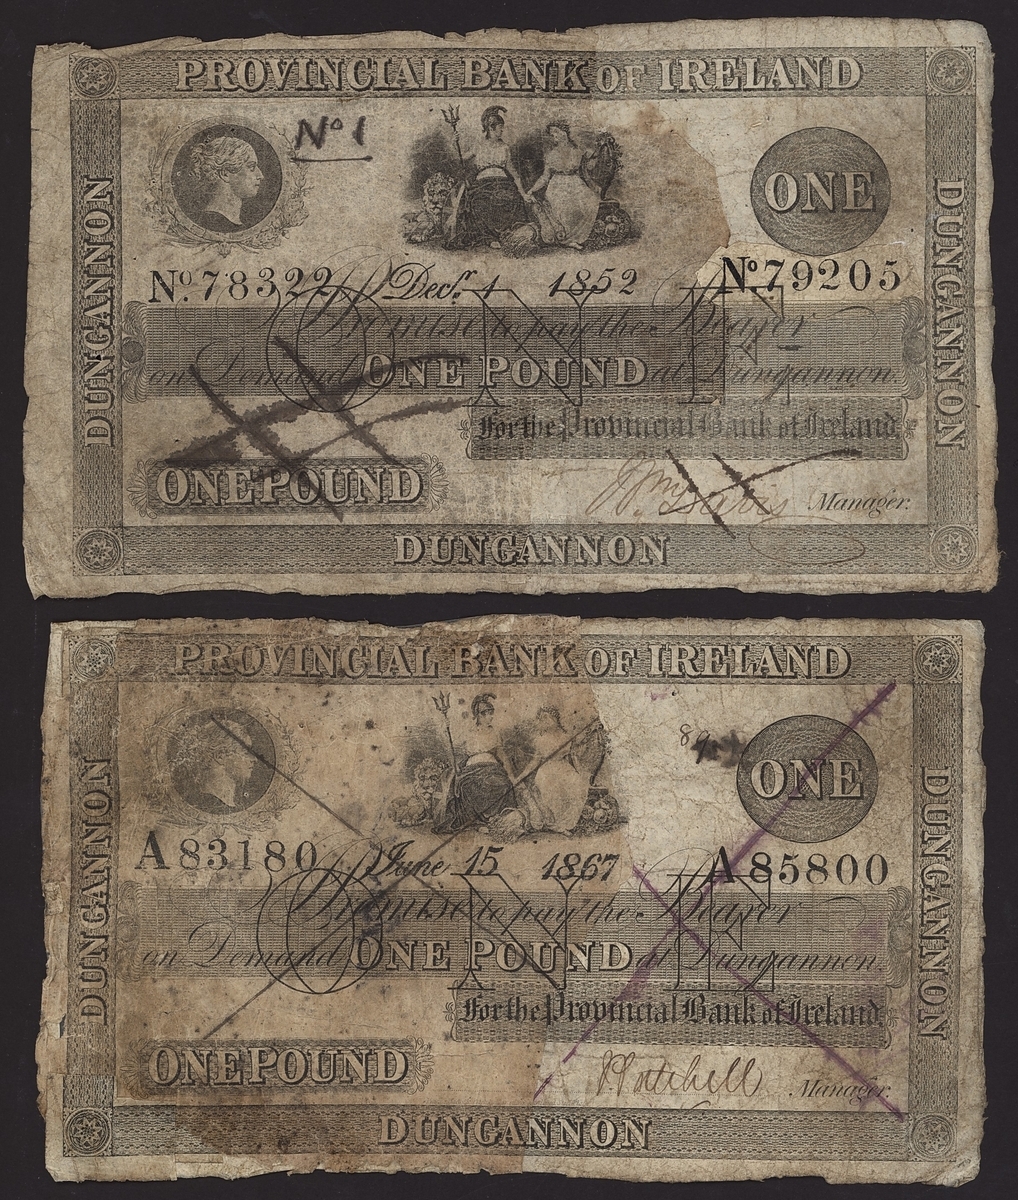 PROVINCIAL BANK OF IRELAND
No 1
ONE
DUNGANNON
DUNGANNON
No. 78322 Decr. 1 1852 No. 79205
I Promise to pay the Bearer
on Demand ONE POUND at Dungannon.
ONE
For the Provincial Bank of Ireland.
ONE POUND
Manager.
DUNGANNON
PROVINCIAL BANK OF IRELAND
ONE
DUNGANNON
DUNGANNON
A 83180 June 15 1867 A 85800
I Promise to pay the Bearer
on Demand ONE POUND at Dungannon.
ONE
For the Provincial Bank of Ireland.
ONE POUND
Manager.
DUNGANNON